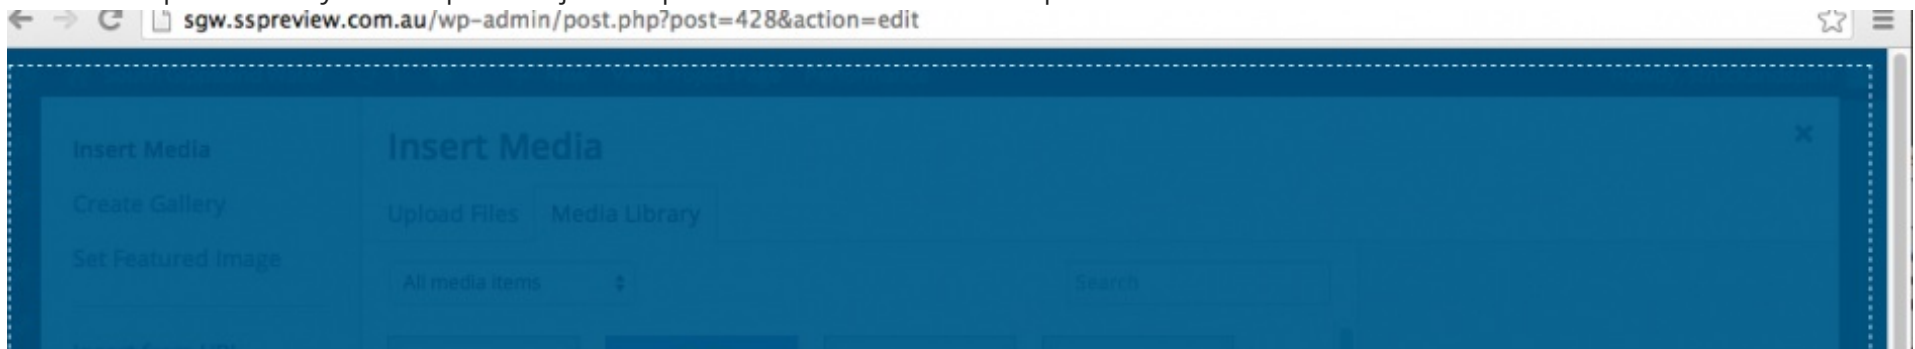 sgw.sspreview.com.au/wp-admin/post.php?post=428&action=edit
Insert Media
Insert Media
Create Gallery
Upload Files Media Library
Set Featured Image
All media items Search